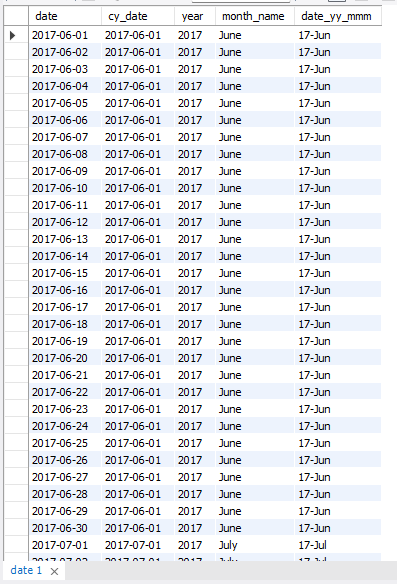 date cy_date year month_name date_yy_mmm
2017-06-01 2017-06-01 2017 June 17-Jun
2017-06-02 2017-06-01 2017 June 17-Jun
2017-06-03 2017-06-01 2017 June 17-Jun
2017-06-04 2017-06-01 2017 June 17-Jun
2017-06-05 2017-06-01 2017 June 17-Jun
2017-06-06 2017-06-01 2017 June 17-Jun
2017-06-07 2017-06-01 2017 June 17-Jun
2017-06-08 2017-06-01 2017 June 17-Jun
2017-06-09 2017-06-01 2017 June 17-Jun
2017-06-10 2017-06-01 2017 June 17-Jun
2017-06-11 2017-06-01 2017 June 17-Jun
2017-06-12 2017-06-01 2017 June 17-Jun
2017-06-13 2017-06-01 2017 June 17-Jun
2017-06-14 2017-06-01 2017 June 17-Jun
2017-06-15 2017-06-01 2017 June 17-Jun
2017-06-16 2017-06-01 2017 June 17-Jun
2017-06-17 2017-06-01 2017 June 17-Jun
2017-06-18 2017-06-01 2017 June 17-Jun
2017-06-19 2017-06-01 2017 June 17-Jun
2017-06-20 2017-06-01 2017 June 17-Jun
2017-06-21 2017-06-01 2017 June 17-Jun
2017-06-22 2017-06-01 2017 June 17-Jun
2017-06-23 2017-06-01 2017 June 17-Jun
2017-06-24 2017-06-01 2017 June 17-Jun
2017-06-25 2017-06-01 2017 June 17-Jun
2017-06-26 2017-06-01 2017 June 17-Jun
2017-06-27 2017-06-01 2017 June 17-Jun
2017-06-28 2017-06-01 2017 June 17-Jun
2017-06-29 2017-06-01 2017 June 17-Jun
2017-06-30 2017-06-01 2017 June 17-Jun
2017-07-01 2017-07-01 2017 July 17-Jul
date 1